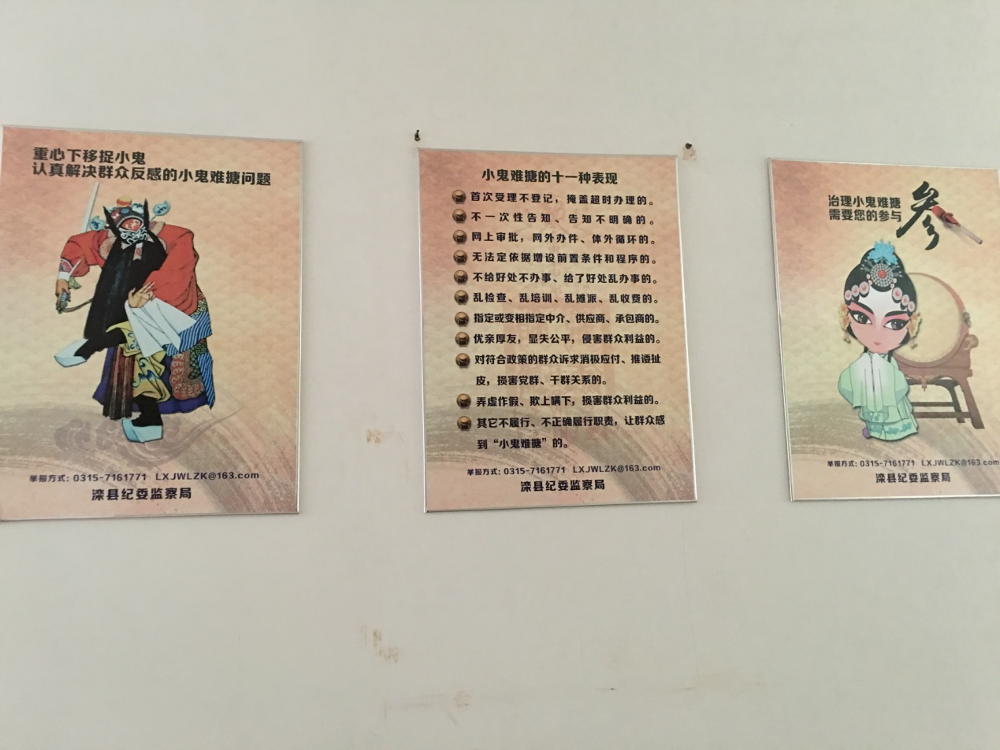 重心下移捉小鬼
认真解决群众反感的小鬼难搪问题
举报方式：0315-7161771 LXJWLZK@163.com
滦县纪委监察局
小鬼难搪的十一种表现
首次受理不登记，掩盖超时办理的。
不一次性告知、告知不明确的。
网上审批，网外办件、体外循环的。
无法定依据增设前置条件和程序的。
不给好处不办事、给了好处乱办事的。
乱检查、乱培训、乱摊派、乱收费的。
指定或变相指定中介、供应商、承包商的。
优亲厚友，显失公平，侵害群众利益的。
对符合政策的群众诉求消极应付、推诿扯
皮，损害党群、干群关系的。
弄虚作假、欺上瞒下，损害群众利益的。
其它不履行、不正确履行职责，让群众感
到“小鬼难搪”的。
举报方式：0315-7161771 LXJWLZK@163.com
滦县纪委监察局
治理小鬼难搪
需要您的参与
参
举报方式：0315-7161771 LXJWLZK@163.com
滦县纪委监察局